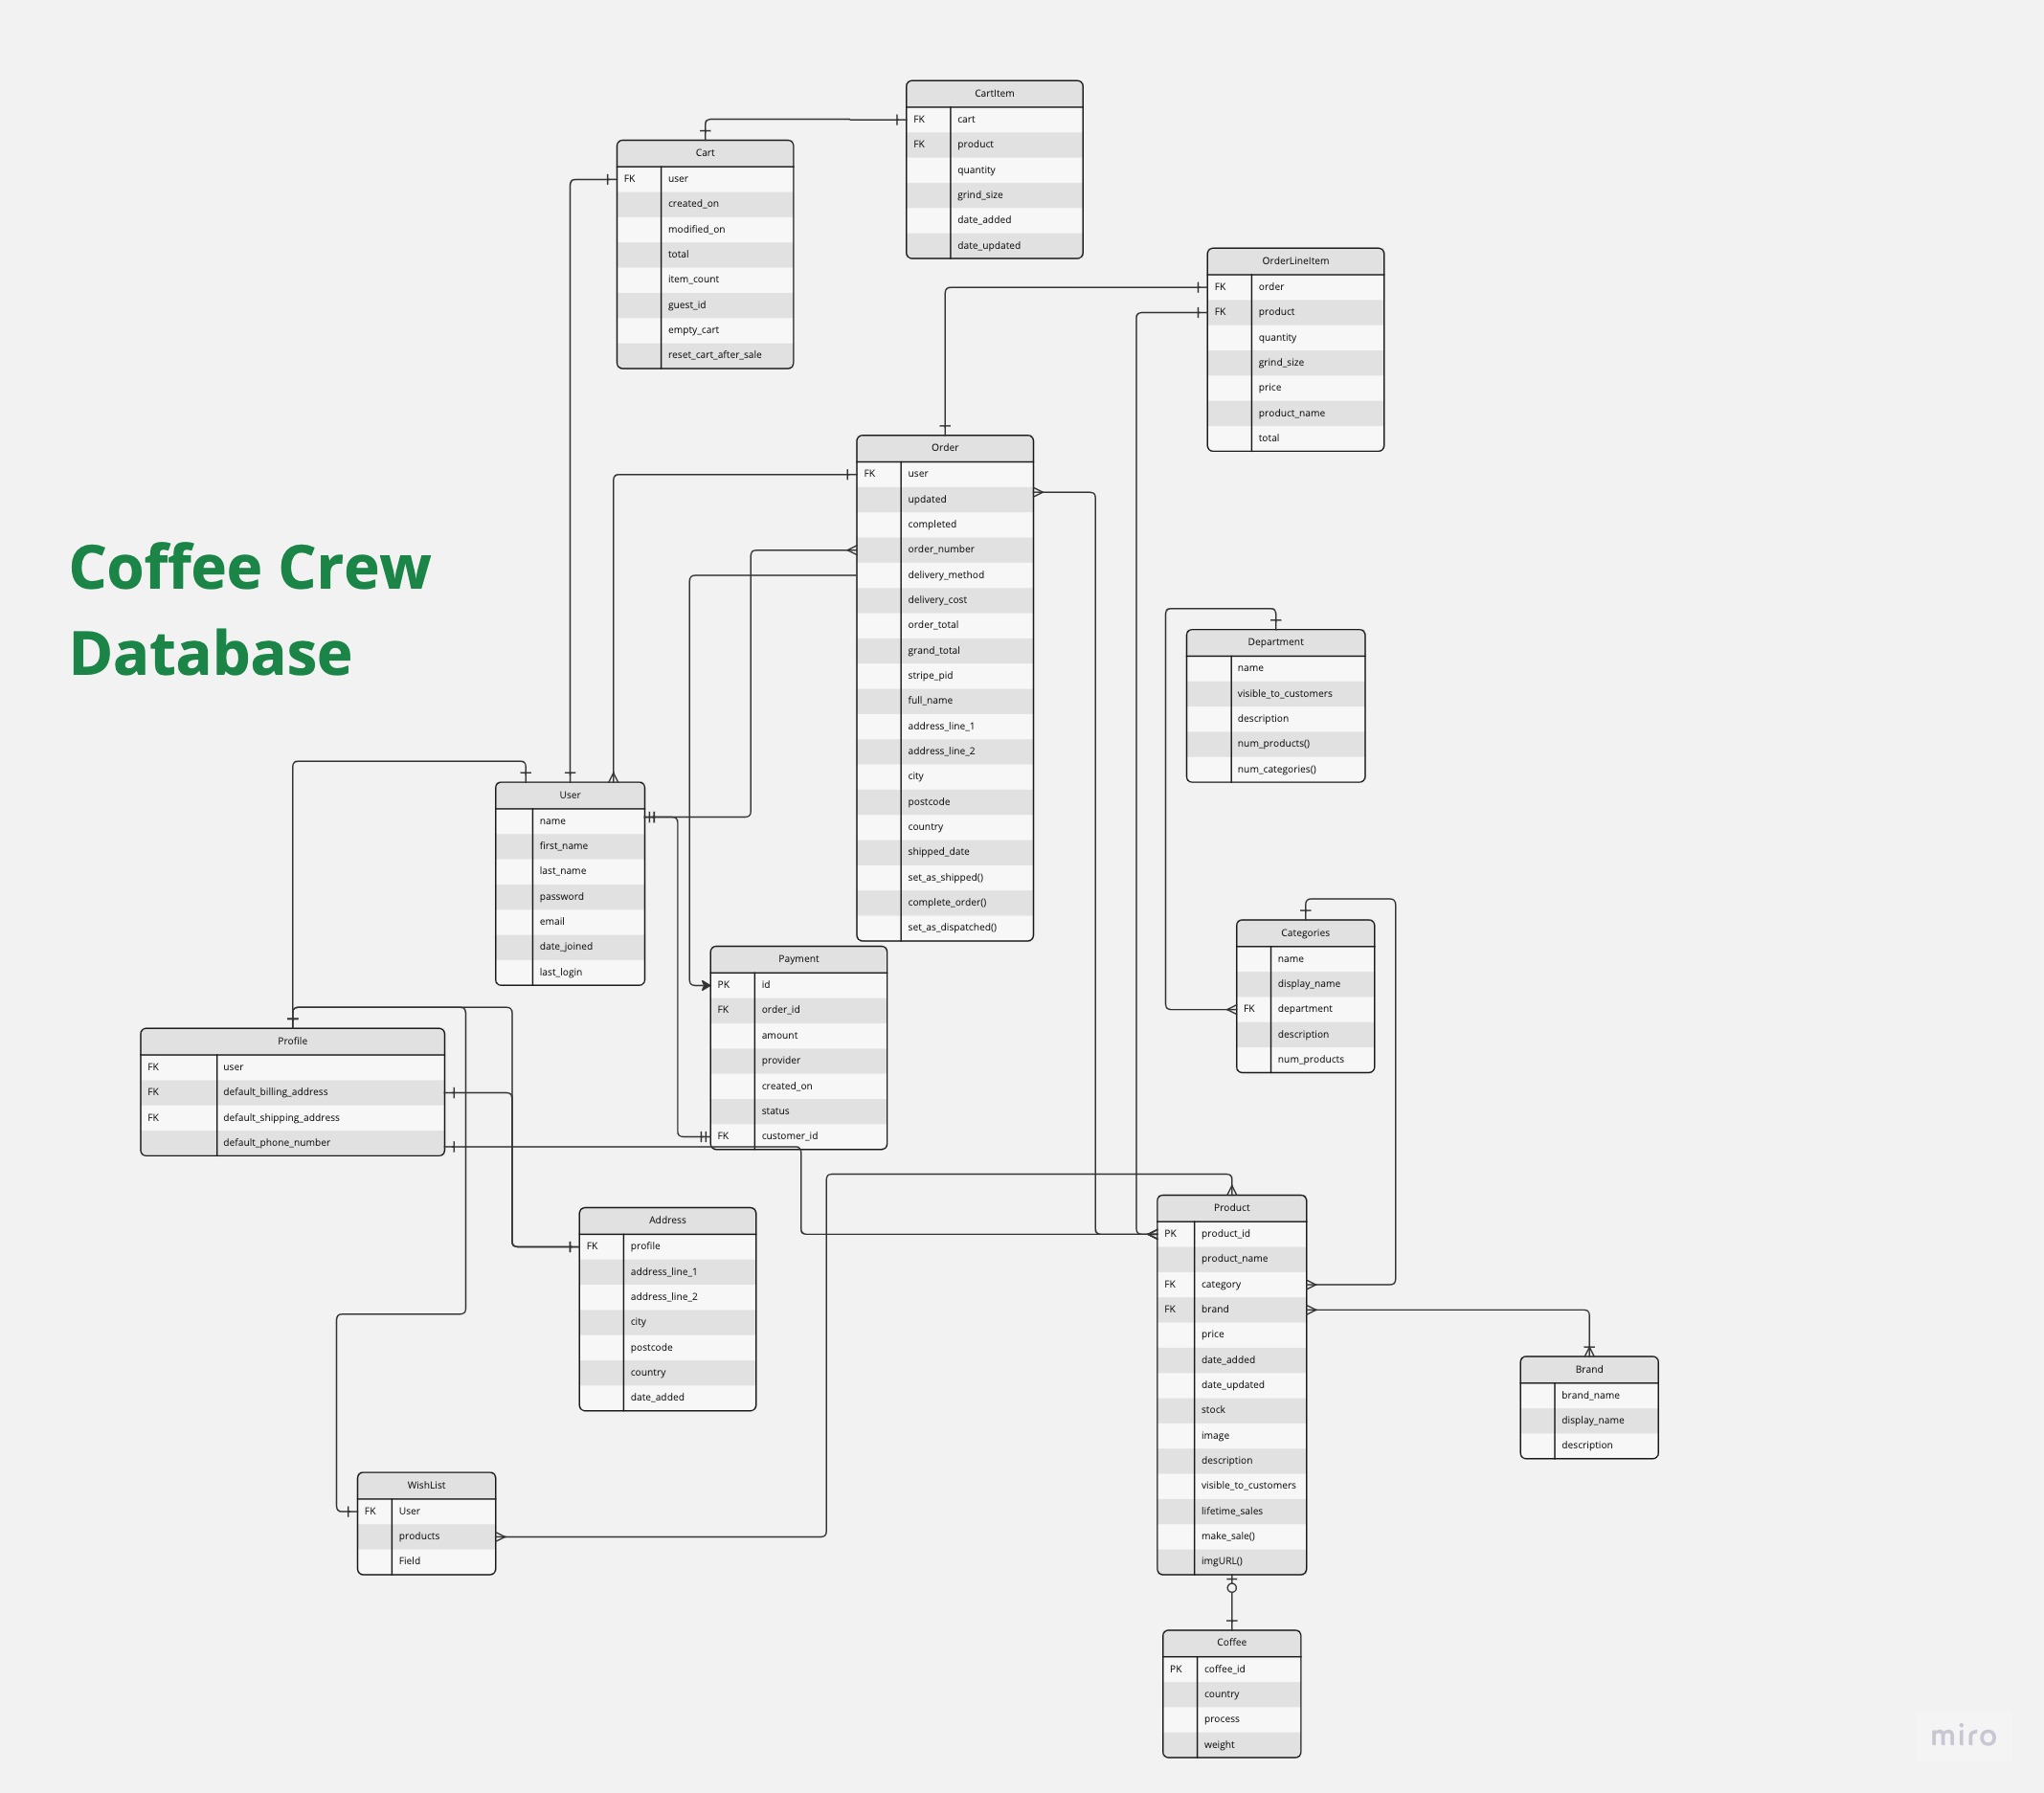 CartItem
FK cart
FK product
quantity
grind_size
date_added
date_updated
Cart
FK user
created_on
modified_on
total
item_count
guest_id
empty_cart
reset_cart_after_sale
OrderLineItem
FK order
FK product
quantity
grind_size
price
product_name
total
Coffee Crew
Database
Order
FK user
updated
completed
order_number
delivery_method
delivery_cost
order_total
grand_total
stripe_pid
full_name
address_line_1
address_line_2
city
postcode
country
shipped_date
set_as_shipped()
complete_order()
set_as_dispatched()
Department
name
visible_to_customers
description
num_products()
num_categories()
User
name
first_name
last_name
password
email
date_joined
last_login
Categories
name
display_name
FK department
description
num_products
Payment
PK id
FK order_id
amount
provider
created_on
status
FK customer_id
Profile
FK user
FK default_billing_address
FK default_shipping_address
default_phone_number
Address
FK profile
address_line_1
address_line_2
city
postcode
country
date_added
Product
PK product_id
product_name
FK category
FK brand
price
date_added
date_updated
stock
image
description
visible_to_customers
lifetime_sales
make_sale()
imgURL()
Brand
brand_name
display_name
description
WishList
FK User
products
Field
Coffee
PK coffee_id
country
process
weight
miro